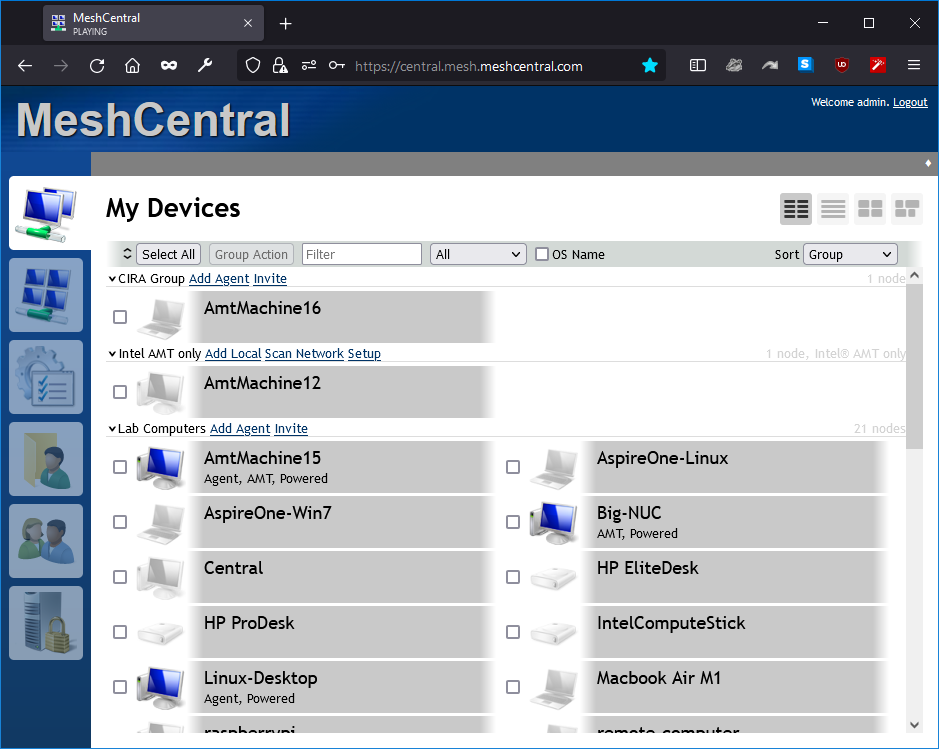 MeshCentral
PLAYING
https://central.mesh.meshcentral.com
S
UD
MeshCentral
Welcome admin. Logout
My Devices
Select All Group Action Filter All OS Name Sort Group
CIRA Group Add Agent Invite 1 node
AmtMachine16
Intel AMT only Add Local Scan Network Setup 1 node, Intel® AMT only
AmtMachine12
Lab Computers Add Agent Invite 21 nodes
AmtMachine15 AspireOne-Linux
Agent, AMT, Powered
AspireOne-Win7 Big-NUC
AMT, Powered
Central HP EliteDesk
HP ProDesk IntelComputeStick
Linux-Desktop Macbook Air M1
Agent, Powered
raspberrypi remote-computer